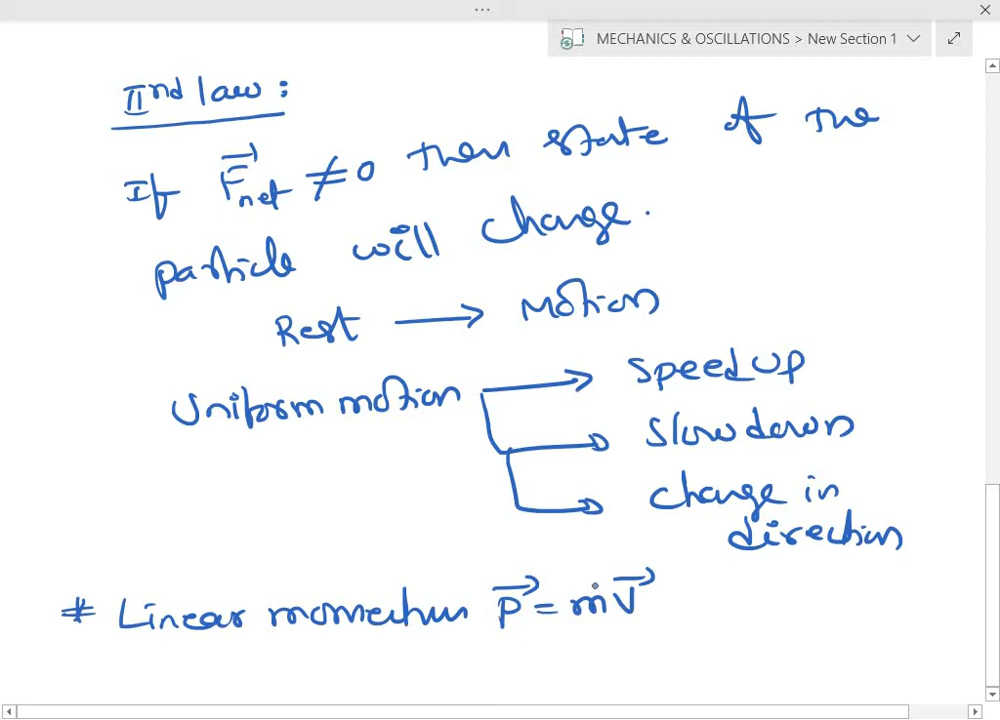 MECHANICS & OSCILLATIONS > New Section 1
IInd law:
If F⃗net ≠ 0 then state of the
particle will change.
Rest → Motion
Uniform motion → Speed up
→ Slow down
→ Change in
direction
* Linear momentum P⃗ = mV⃗